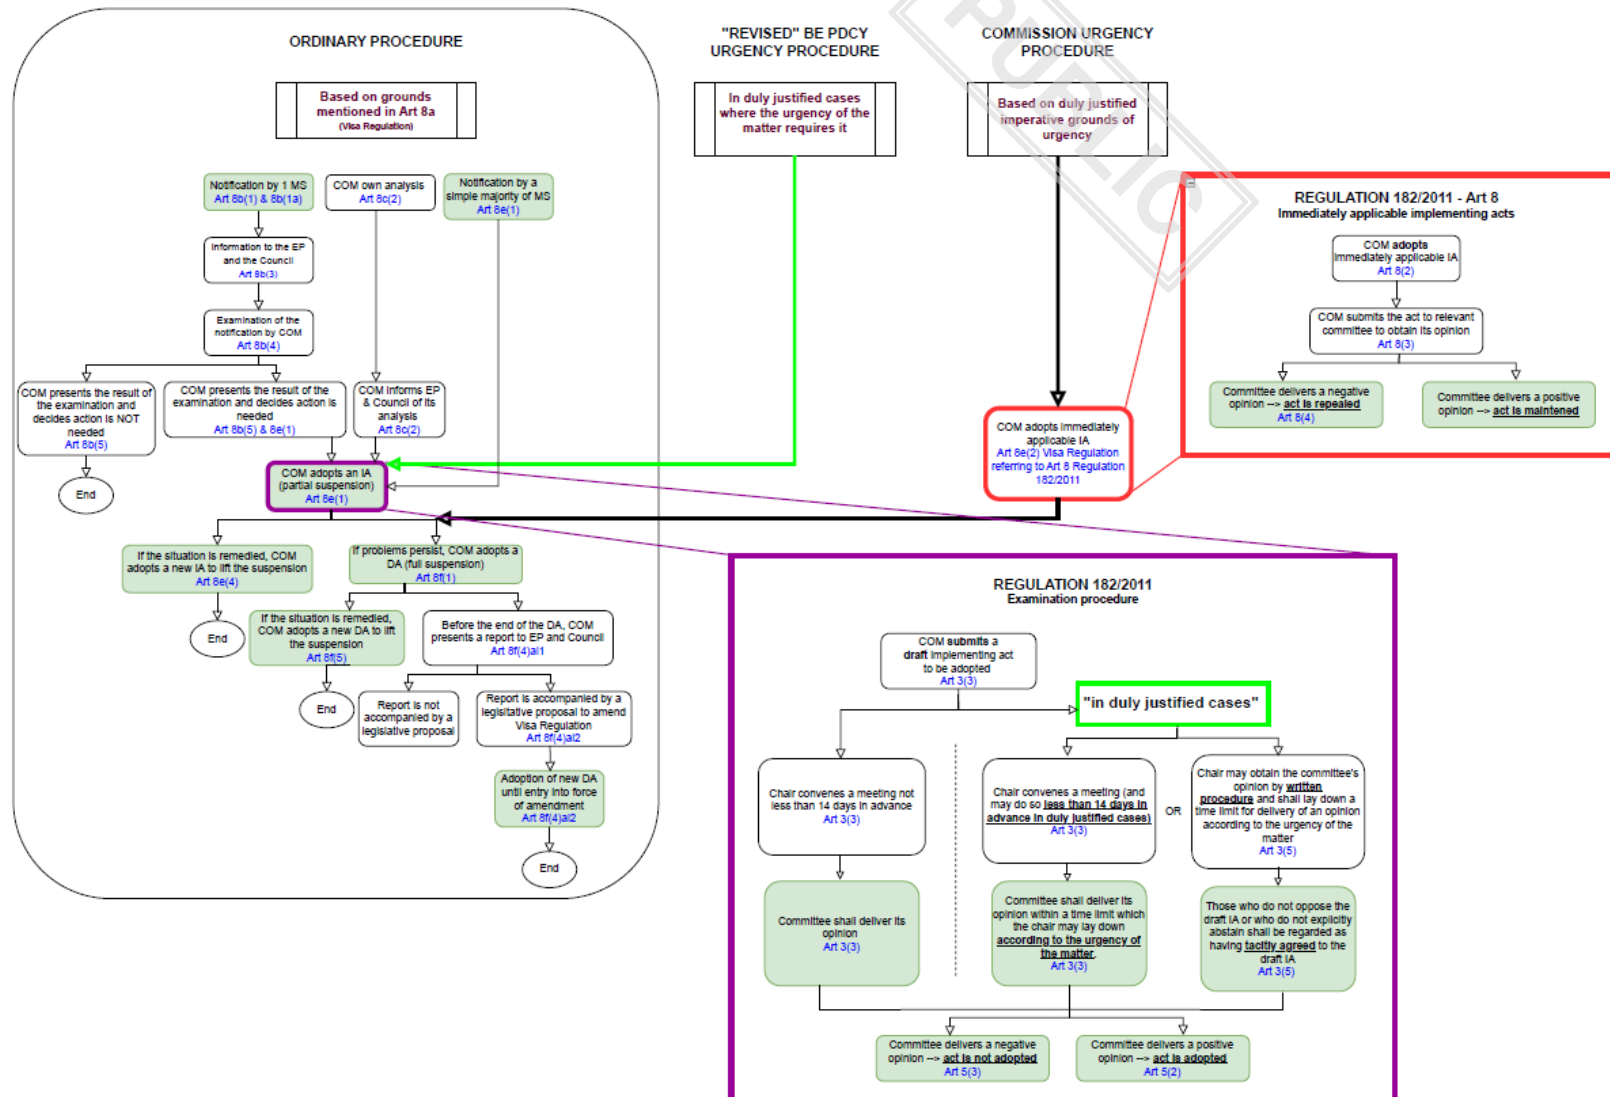 ORDINARY PROCEDURE
Based on grounds
mentioned in Art 8a
(Visa Regulation)
Notification by 1 MS
Art 8b(1) & 8b(1a)
COM own analysis
Art 8c(2)
Notification by a
simple majority of MS
Art 8e(1)
Information to the EP
and the Council
Art 8b(3)
Examination of the
notification by COM
Art 8b(4)
COM presents the result of
the examination and
decides action is NOT
needed
Art 8b(5)
COM presents the result of the
examination and decides action is
needed
Art 8b(5) & 8e(1)
COM informs EP
& Council of its
analysis
Art 8c(2)
End
COM adopts an IA
(partial suspension)
Art 8e(1)
If the situation is remedied, COM
adopts a new IA to lift the suspension
Art 8e(4)
End
If problems persist, COM adopts a
DA (full suspension)
Art 8f(1)
If the situation is remedied,
COM adopts a new DA to lift
the suspension
Art 8f(5)
End
Before the end of the DA, COM
presents a report to EP and Council
Art 8f(4)al1
Report is not
accompanied by a
legislative proposal
Report is accompanied by a
legisltative proposal to amend
Visa Regulation
Art 8f(4)al2
Adoption of new DA
until entry into force
of amendment
Art 8f(4)al2
End
"REVISED" BE PDCY
URGENCY PROCEDURE
In duly justified cases
where the urgency of the
matter requires it
COMMISSION URGENCY
PROCEDURE
Based on duly justified
imperative grounds of
urgency
COM adopts immediately
applicable IA
Art 8e(2) Visa Regulation
referring to Art 8 Regulation
182/2011
PUBLIC
REGULATION 182/2011 - Art 8
Immediately applicable implementing acts
COM adopts
immediately applicable IA
Art 8(2)
COM submits the act to relevant
committee to obtain its opinion
Art 8(3)
Committee delivers a negative
opinion --> act is repealed
Art 8(4)
Committee delivers a positive
opinion --> act is maintened
REGULATION 182/2011
Examination procedure
COM submits a
draft implementing act
to be adopted
Art 3(3)
"in duly justified cases"
Chair convenes a meeting not
less than 14 days in advance
Art 3(3)
Chair convenes a meeting (and
may do so less than 14 days in
advance in duly justified cases)
Art 3(3)
OR
Chair may obtain the committee's
opinion by written
procedure and shall lay down a
time limit for delivery of an opinion
according to the urgency of the
matter
Art 3(5)
Committee shall deliver its
opinion
Art 3(3)
Committee shall deliver its
opinion within a time limit which
the chair may lay down
according to the urgency of
the matter.
Art 3(3)
Those who do not oppose the
draft IA or who do not explicitly
abstain shall be regarded as
having tacitly agreed to the
draft IA
Art 3(5)
Committee delivers a negative
opinion --> act is not adopted
Art 5(3)
Committee delivers a positive
opinion --> act is adopted
Art 5(2)